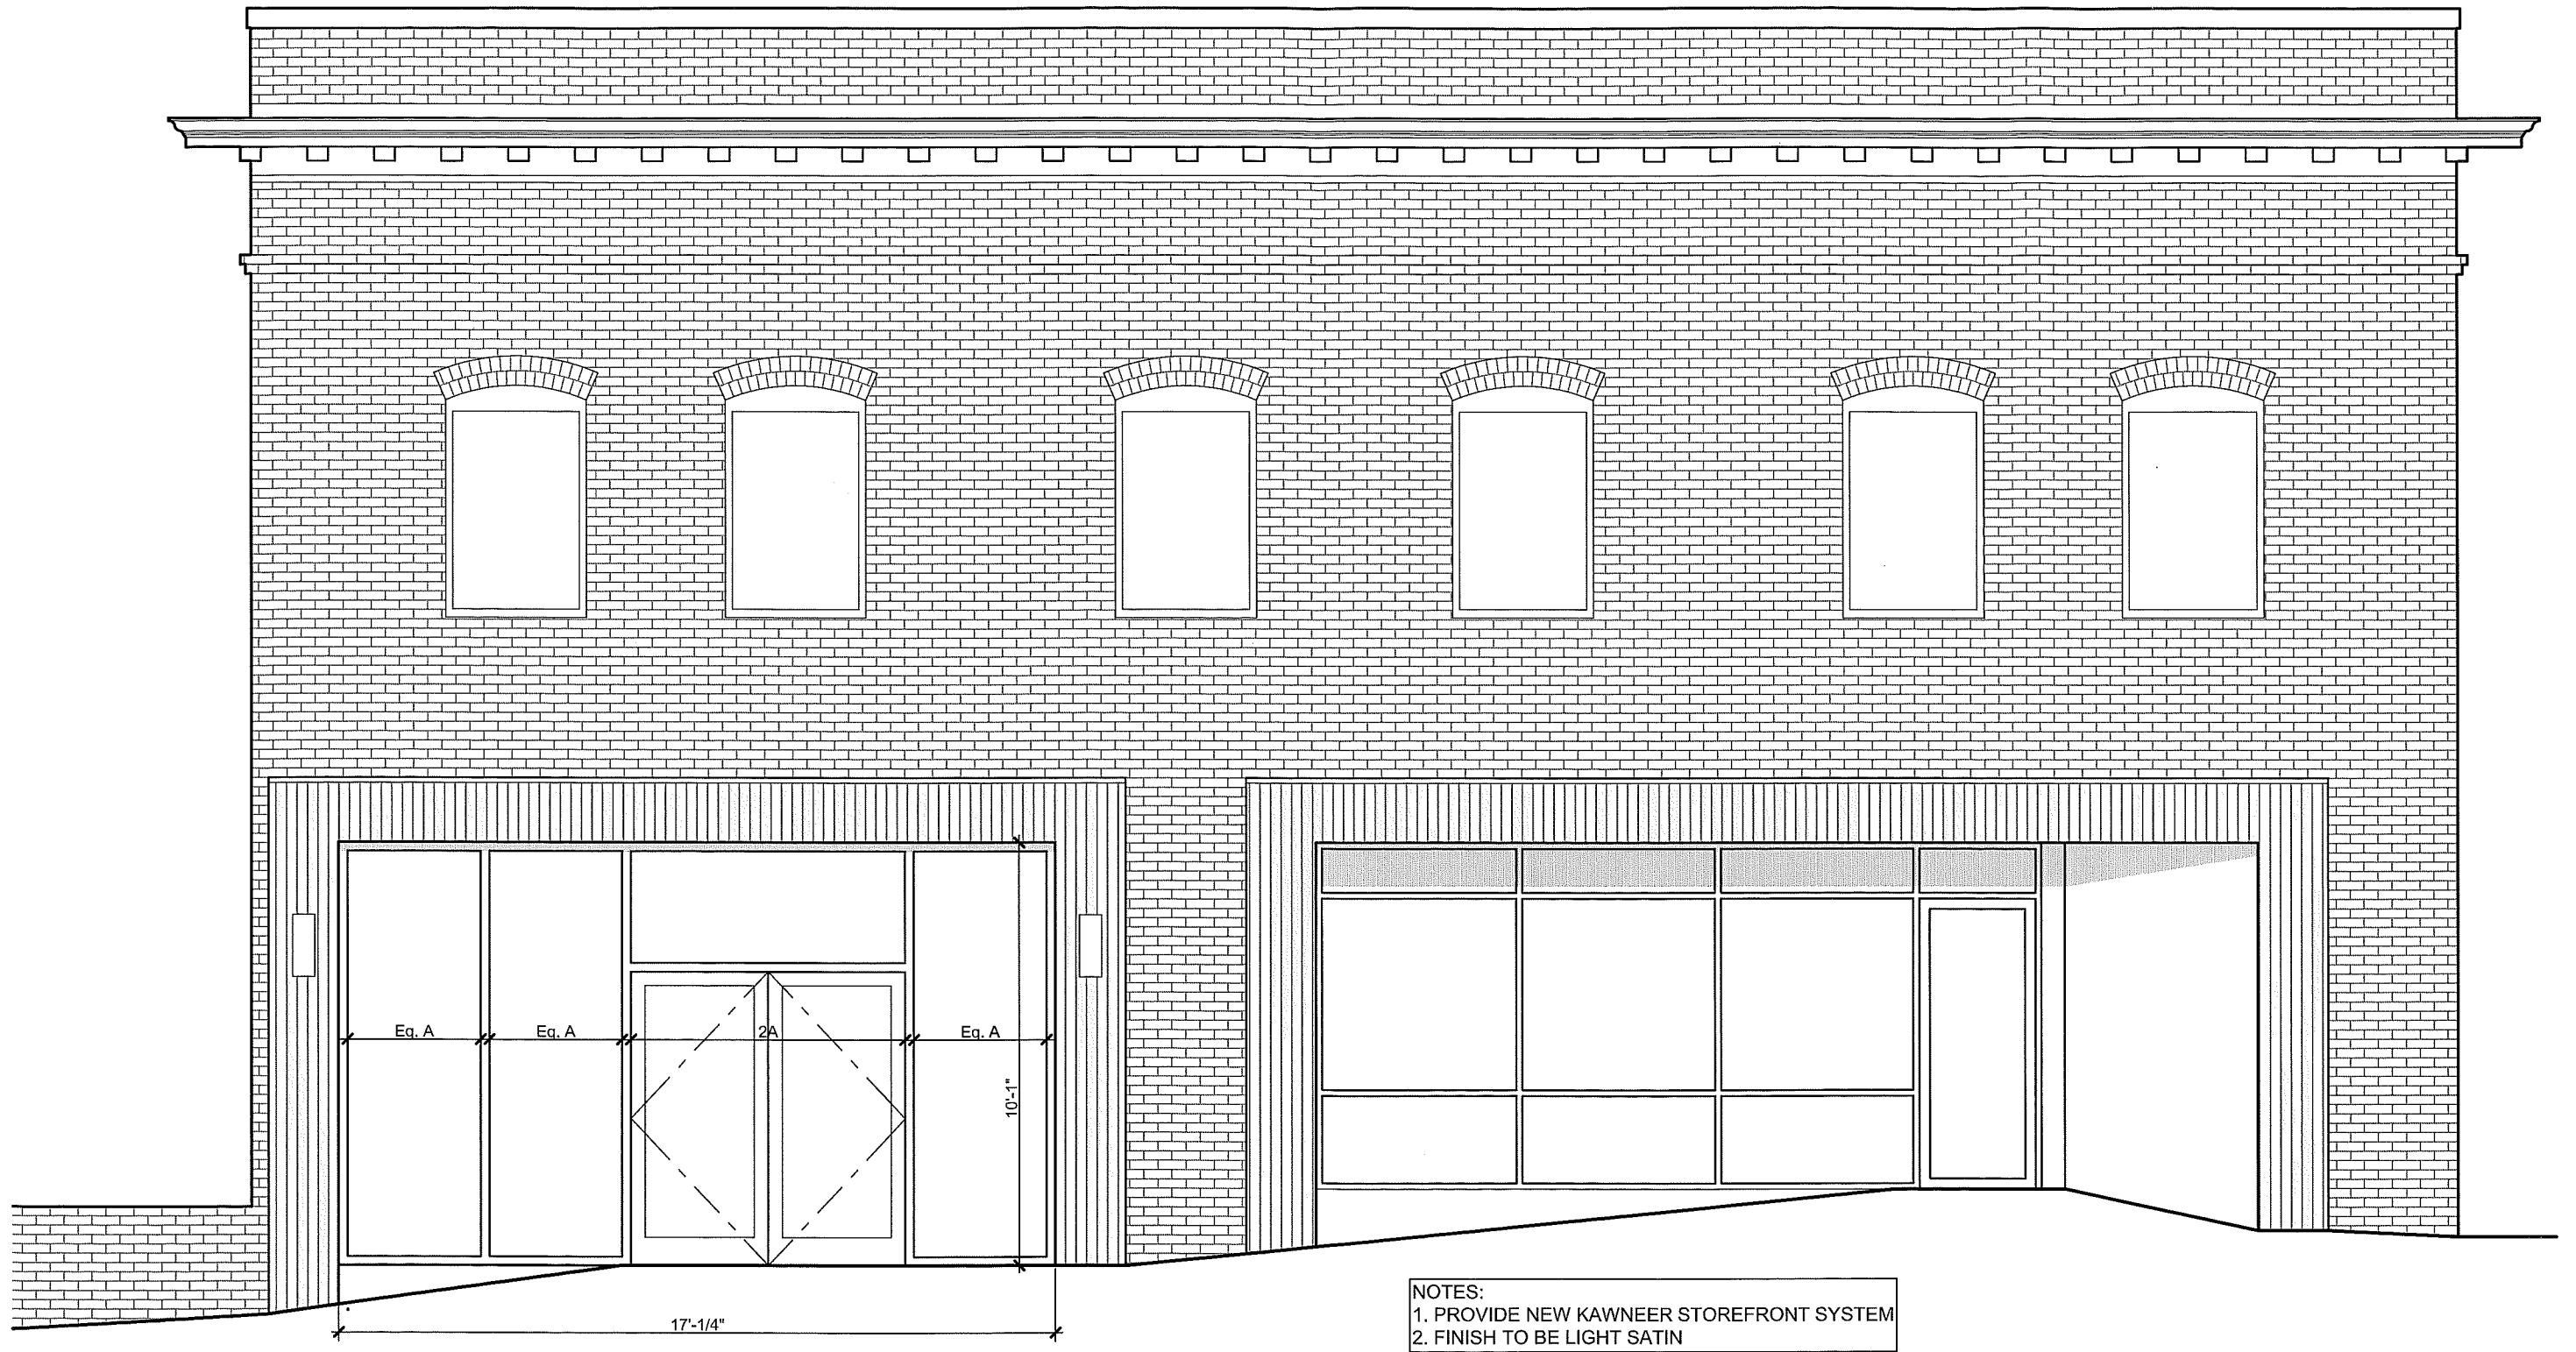 Eq. A
Eq. A
2A
Eq. A
10'-1"
17'-1/4"
NOTES:
1. PROVIDE NEW KAWNEER STOREFRONT SYSTEM
2. FINISH TO BE LIGHT SATIN